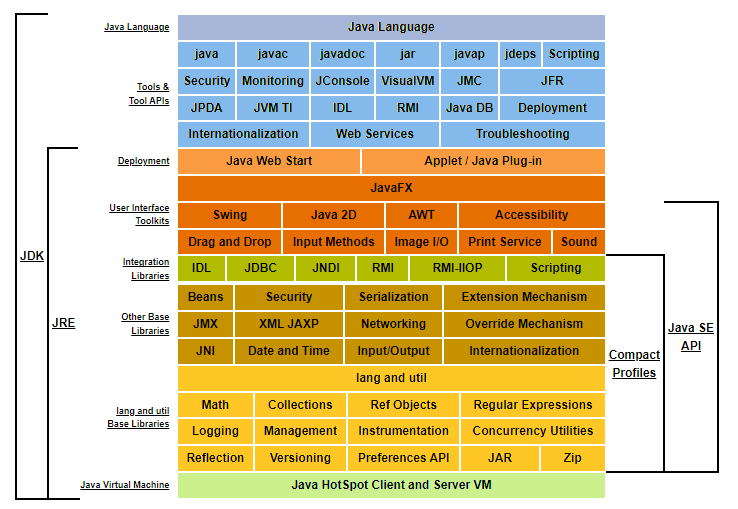 Java Language Java Language
java javac javadoc jar javap jdeps Scripting
Security Monitoring JConsole VisualVM JMC JFR
Tools &
Tool APIs
JPDA JVM TI IDL RMI Java DB Deployment
Internationalization Web Services Troubleshooting
Deployment Java Web Start Applet / Java Plug-in
JavaFX
User Interface
Toolkits
Swing Java 2D AWT Accessibility
Drag and Drop Input Methods Image I/O Print Service Sound
Integration
Libraries
IDL JDBC JNDI RMI RMI-IIOP Scripting
JDK
Beans Security Serialization Extension Mechanism
Other Base
Libraries
JMX XML JAXP Networking Override Mechanism
JRE
Java SE
API
JNI Date and Time Input/Output Internationalization
Compact
Profiles
lang and util
Math Collections Ref Objects Regular Expressions
lang and util
Base Libraries
Logging Management Instrumentation Concurrency Utilities
Reflection Versioning Preferences API JAR Zip
Java Virtual Machine Java HotSpot Client and Server VM